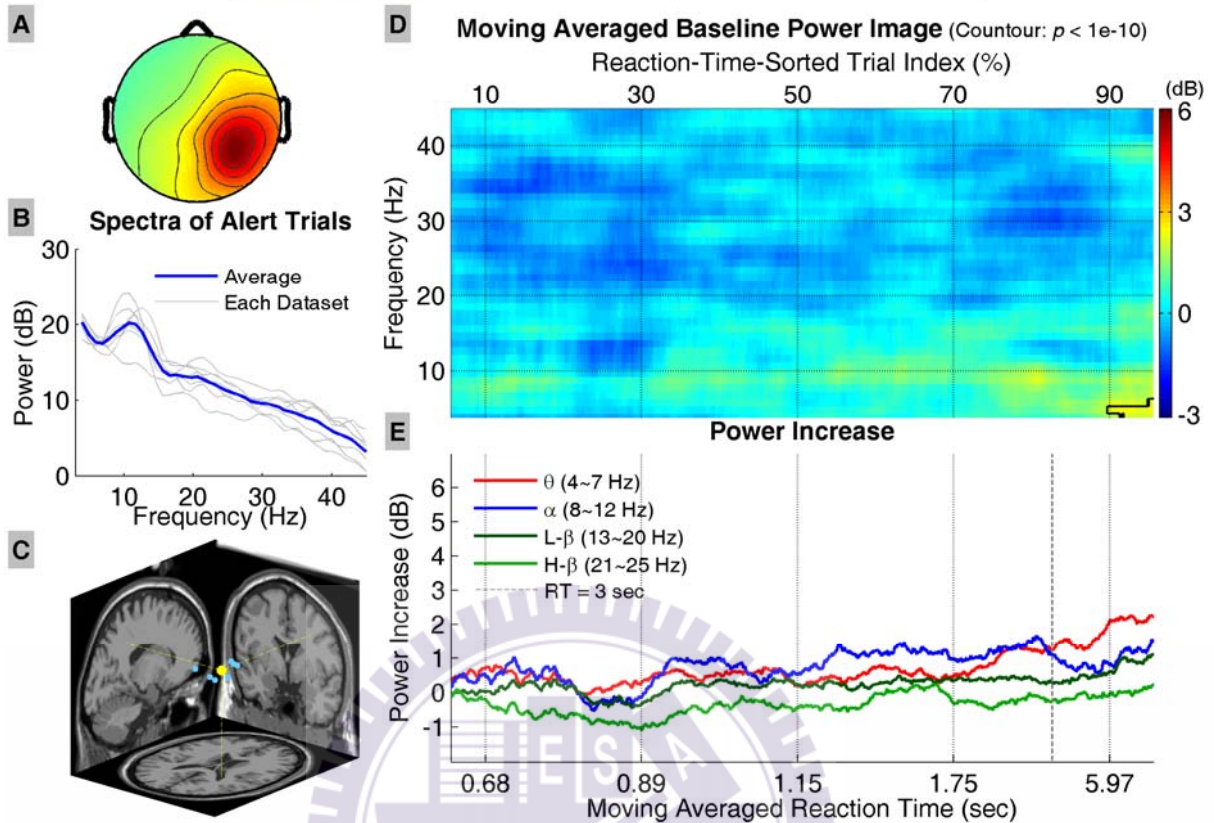 A
B
Spectra of Alert Trials
30
20
10
0
Power (dB)
Average
Each Dataset
10 20 30 40
Frequency (Hz)
C
D
Moving Averaged Baseline Power Image (Countour: p < 1e-10)
Reaction-Time-Sorted Trial Index (%)
10 30 50 70 90
(dB)
6
3
0
-3
Frequency (Hz)
40
30
20
10
E
Power Increase
Power Increase (dB)
6
5
4
3
2
1
0
-1
θ (4~7 Hz)
α (8~12 Hz)
L-β (13~20 Hz)
H-β (21~25 Hz)
RT = 3 sec
ESA
0.68 0.89 1.15 1.75 5.97
Moving Averaged Reaction Time (sec)